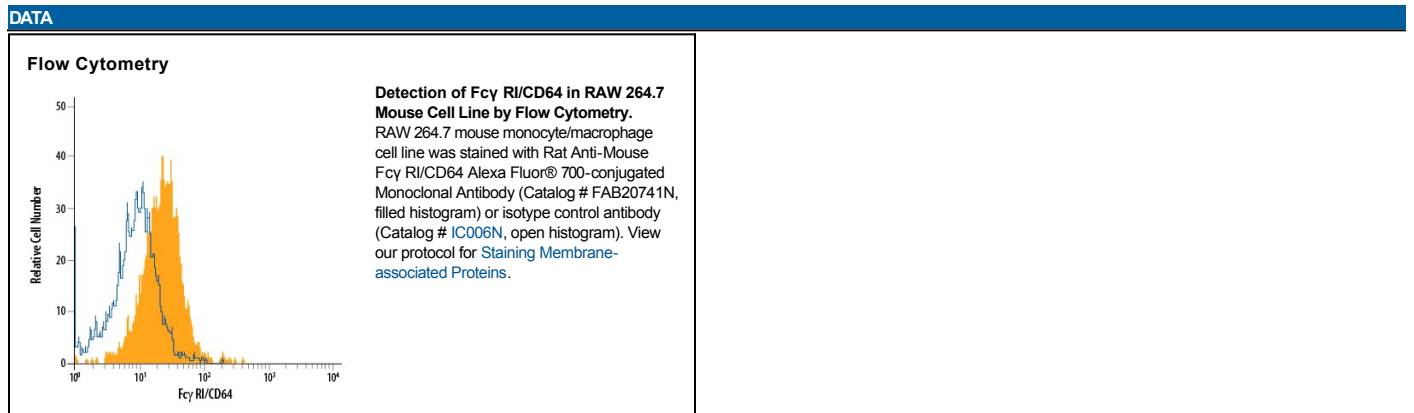 DATA
Flow Cytometry
50
40
30
20
10
0
Relative Cell Number
10⁰ 10¹ 10² 10³ 10⁴
Fcγ RI/CD64
Detection of Fcγ RI/CD64 in RAW 264.7
Mouse Cell Line by Flow Cytometry.
RAW 264.7 mouse monocyte/macrophage
cell line was stained with Rat Anti-Mouse
Fcγ RI/CD64 Alexa Fluor® 700-conjugated
Monoclonal Antibody (Catalog # FAB20741N,
filled histogram) or isotype control antibody
(Catalog # IC006N, open histogram). View
our protocol for Staining Membrane-
associated Proteins.